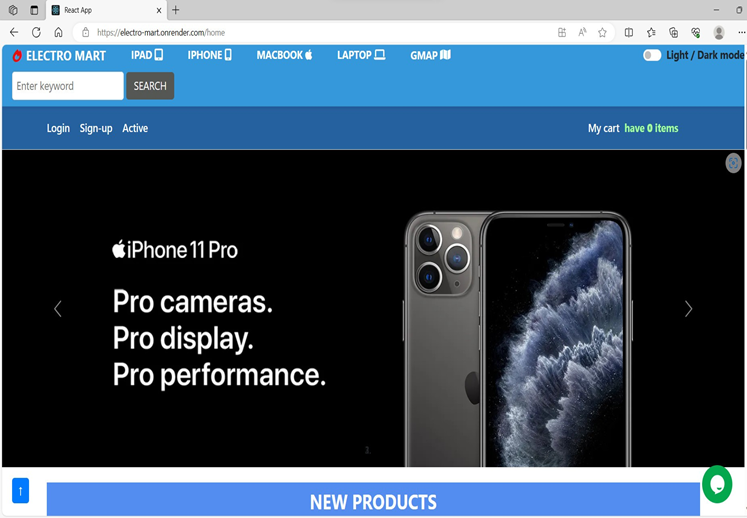 React App
https://electro-mart.onrender.com/home
ELECTRO MART IPAD IPHONE MACBOOK LAPTOP GMAP Light / Dark mode
Enter keyword SEARCH
Login Sign-up Active My cart have 0 items
iPhone 11 Pro
Pro cameras.
Pro display.
Pro performance.
1
NEW PRODUCTS